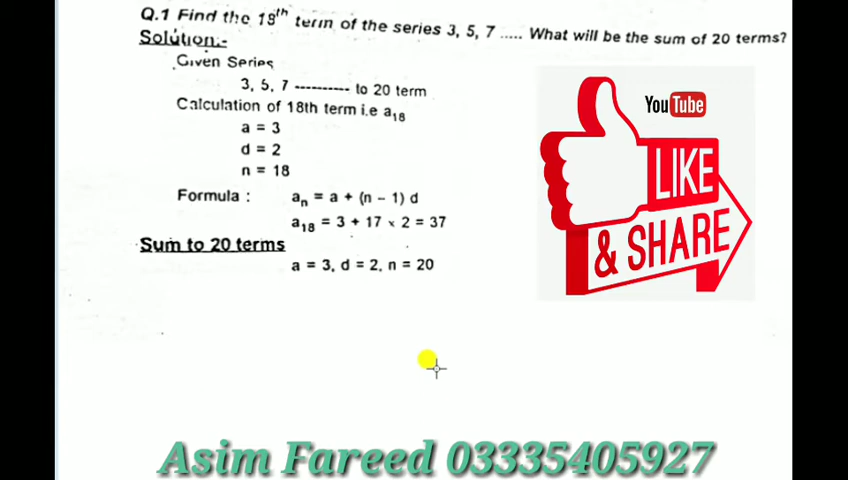 Q.1 Find the 18th term of the series 3, 5, 7 ..... What will be the sum of 20 terms?
Solution:-
Given Series
3, 5, 7 ---------- to 20 term
Calculation of 18th term i.e a18
a = 3
d = 2
n = 18
Formula : an = a + (n - 1) d
a18 = 3 + 17 × 2 = 37
Sum to 20 terms
a = 3, d = 2, n = 20
YouTube
LIKE
& SHARE
Asim Fareed 03335405927